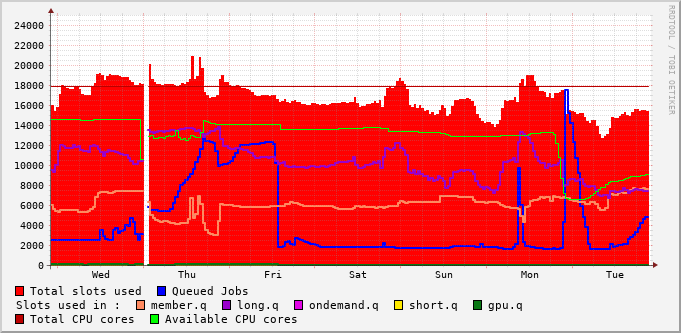 24000
22000
20000
18000
16000
14000
12000
10000
8000
6000
4000
2000
0
Wed Thu Fri Sat Sun Mon Tue
RRDTOOL / TOBI OETIKER
Total slots used Queued Jobs
Slots used in : member.q long.q ondemand.q short.q gpu.q
Total CPU cores Available CPU cores